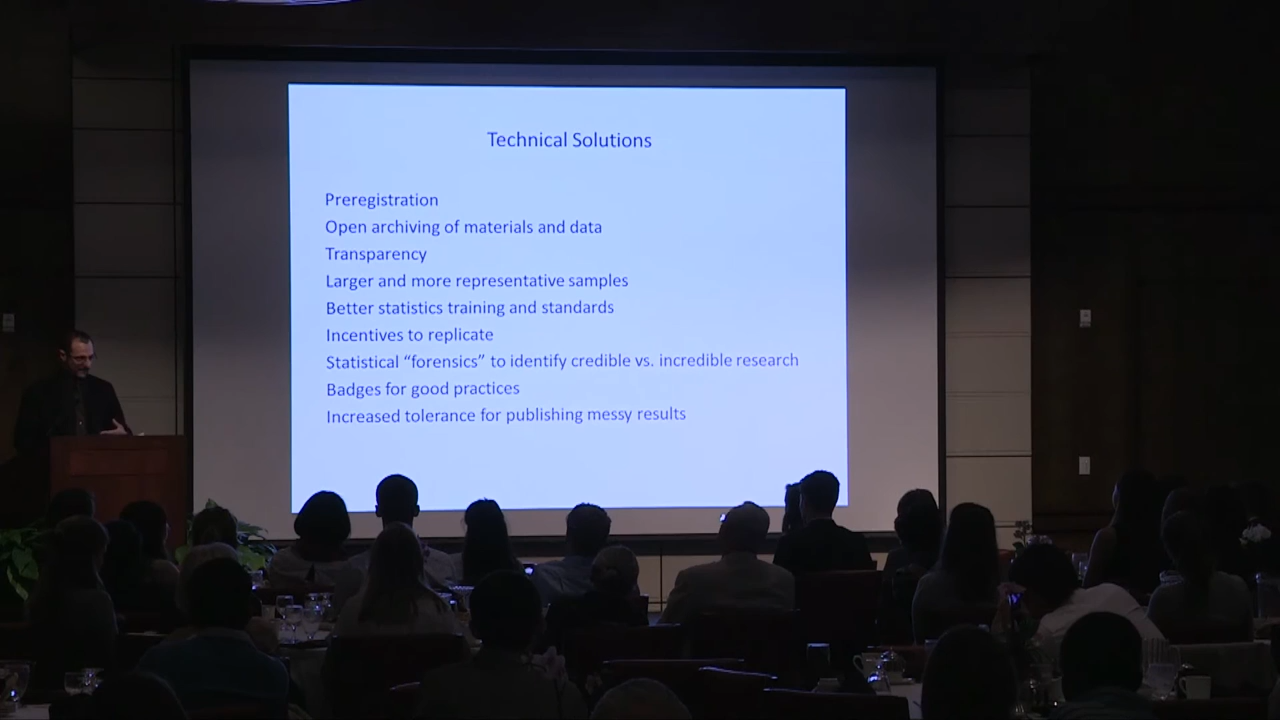 Technical Solutions
Preregistration
Open archiving of materials and data
Transparency
Larger and more representative samples
Better statistics training and standards
Incentives to replicate
Statistical “forensics” to identify credible vs. incredible research
Badges for good practices
Increased tolerance for publishing messy results